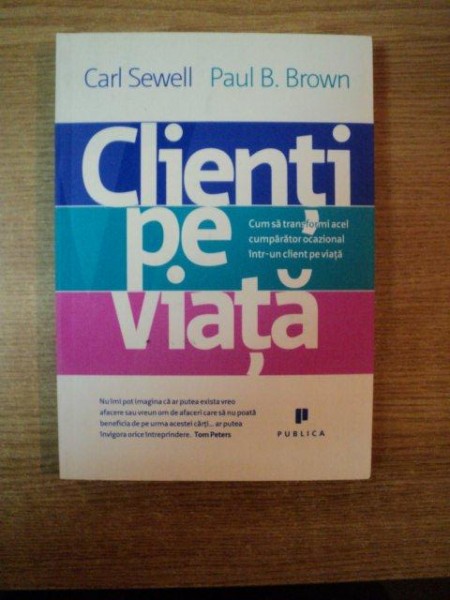 Carl Sewell Paul B. Brown
Clienți
pe
viață
Cum să transformi acel
cumpărător ocazional
într-un client pe viață
Nu îmi pot imagina că ar putea exista vreo
afacere sau vreun om de afaceri care să nu poată
beneficia de pe urma acestei cărți... ar putea
învigora orice întreprindere. Tom Peters
PUBLICA